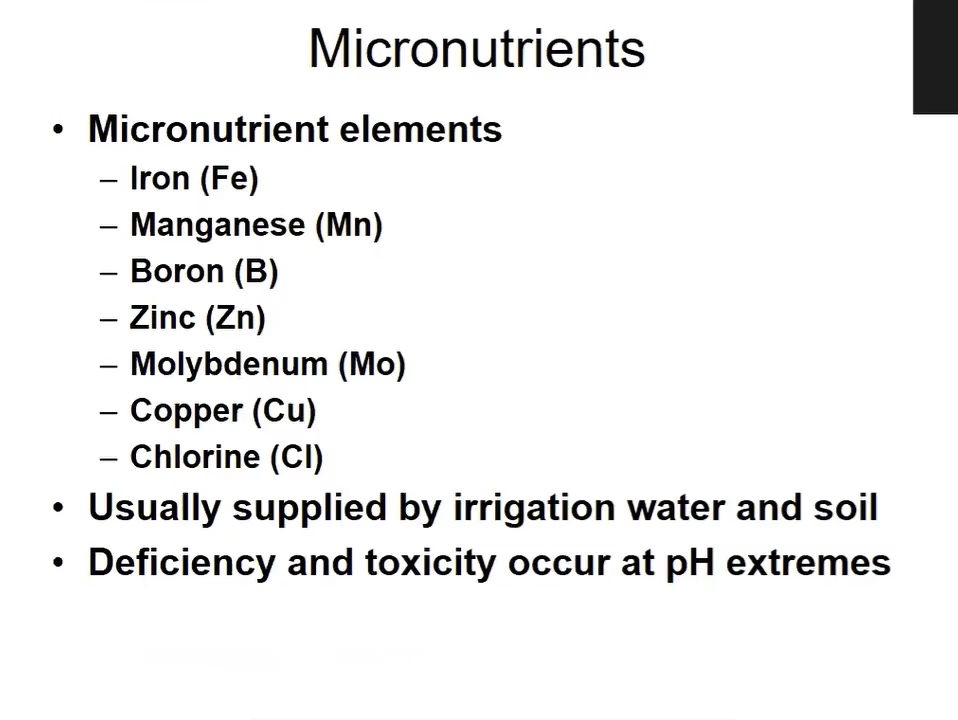 Micronutrients
• Micronutrient elements
– Iron (Fe)
– Manganese (Mn)
– Boron (B)
– Zinc (Zn)
– Molybdenum (Mo)
– Copper (Cu)
– Chlorine (Cl)
• Usually supplied by irrigation water and soil
• Deficiency and toxicity occur at pH extremes